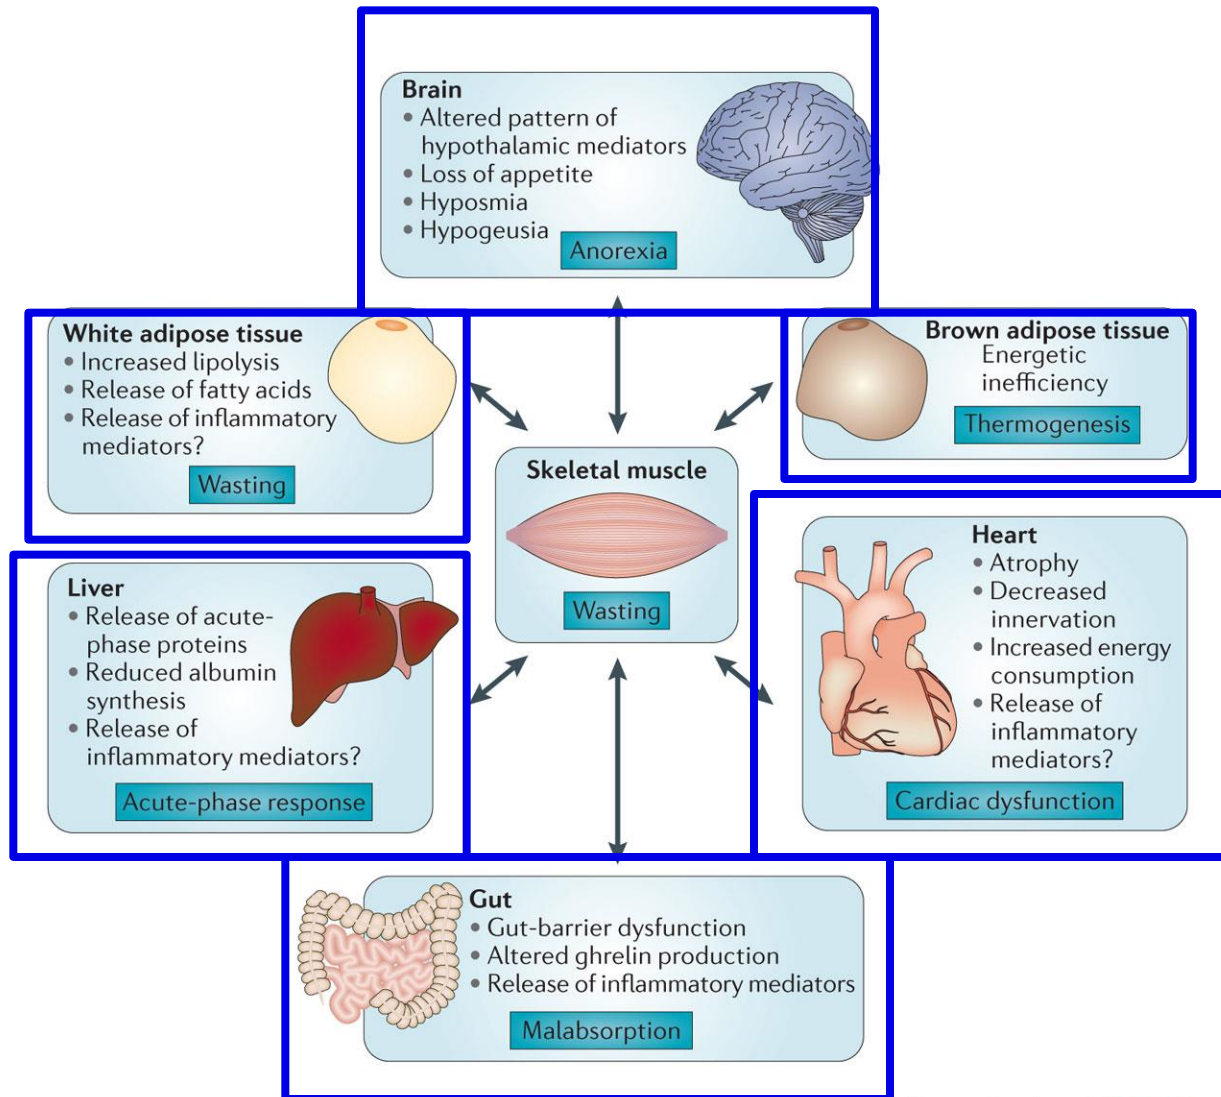 Brain
• Altered pattern of
hypothalamic mediators
• Loss of appetite
• Hyposmia
• Hypogeusia
Anorexia
White adipose tissue
• Increased lipolysis
• Release of fatty acids
• Release of inflammatory
mediators?
Wasting
Brown adipose tissue
Energetic
inefficiency
Thermogenesis
Skeletal muscle
Wasting
Liver
• Release of acute-
phase proteins
• Reduced albumin
synthesis
• Release of
inflammatory mediators?
Acute-phase response
Heart
• Atrophy
• Decreased
innervation
• Increased energy
consumption
• Release of
inflammatory
mediators?
Cardiac dysfunction
Gut
• Gut-barrier dysfunction
• Altered ghrelin production
• Release of inflammatory mediators
Malabsorption